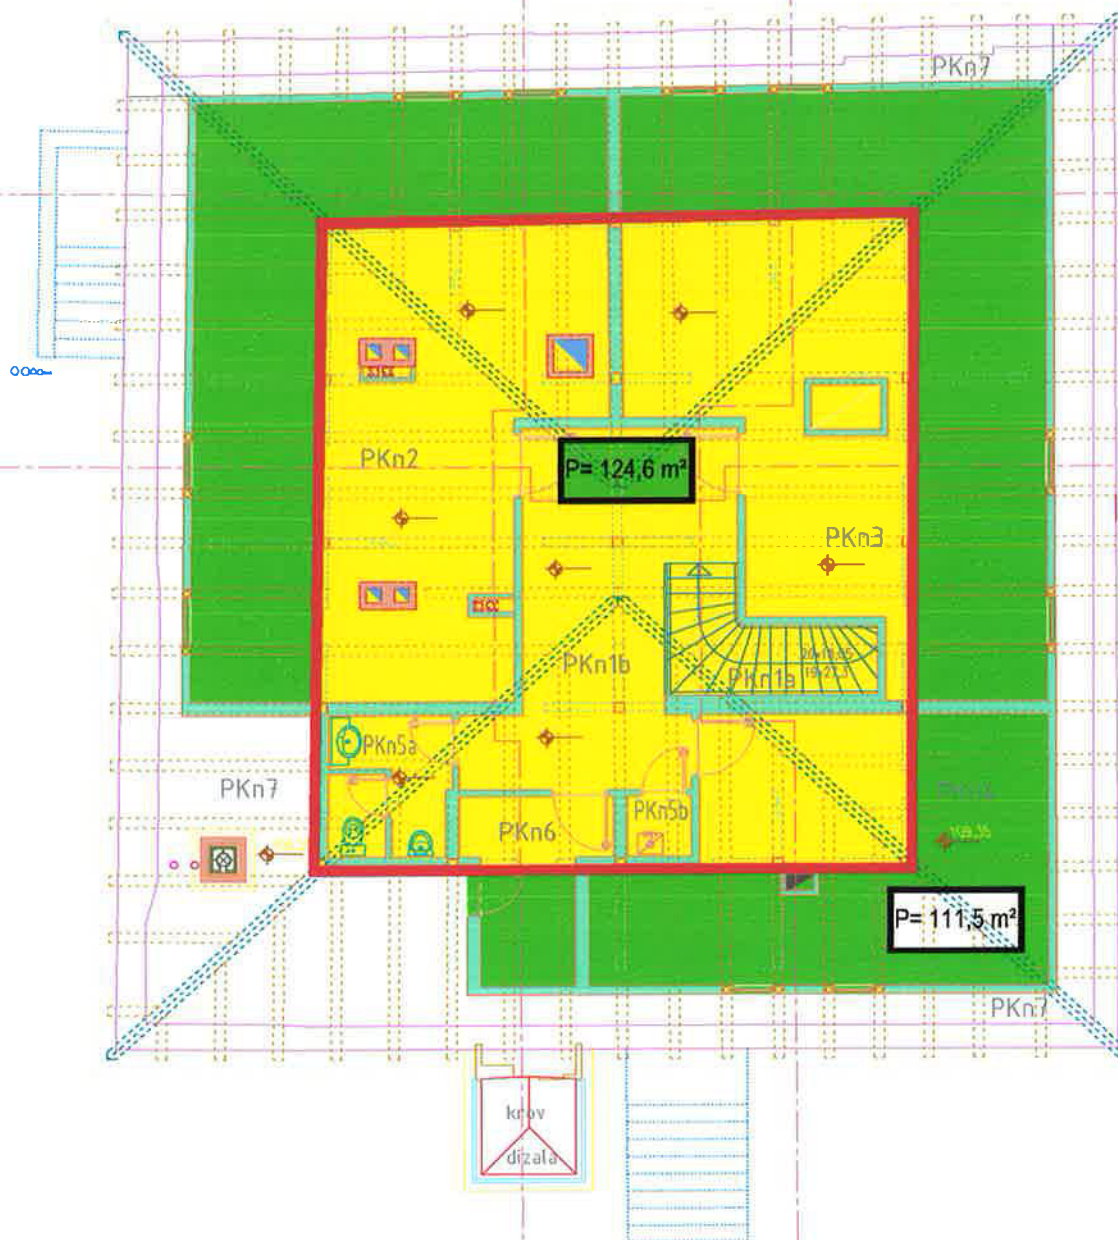 PKn7
PKn2
P= 124,6 m²
PKn3
PKn1b
PKn1a
PKn5a
PKn7
PKn5b
PKn6
P= 111,5 m²
PKn7
krov
dizala